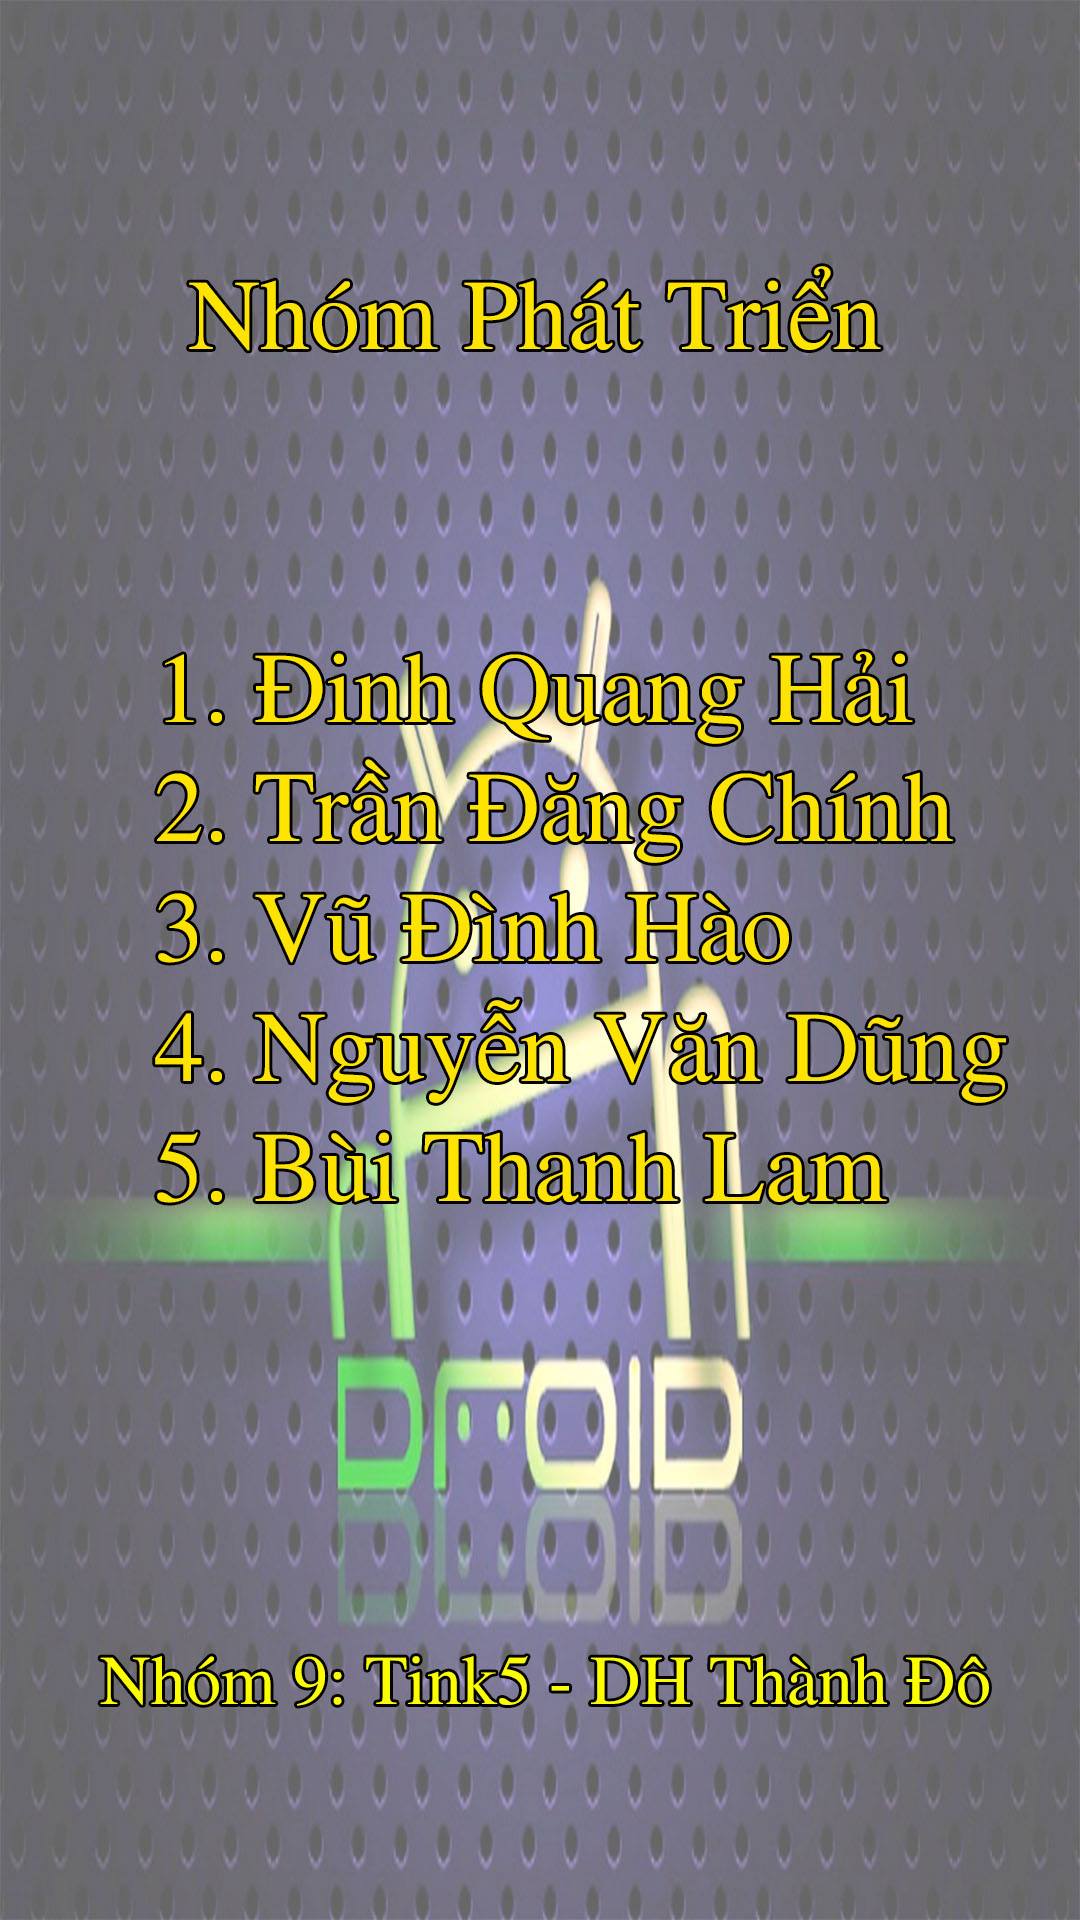 Nhóm Phát Triển
1. Đinh Quang Hải
2. Trần Đăng Chính
3. Vũ Đình Hào
4. Nguyễn Văn Dũng
5. Bùi Thanh Lam
DROID
Nhóm 9: Tink5 - DH Thành Đô